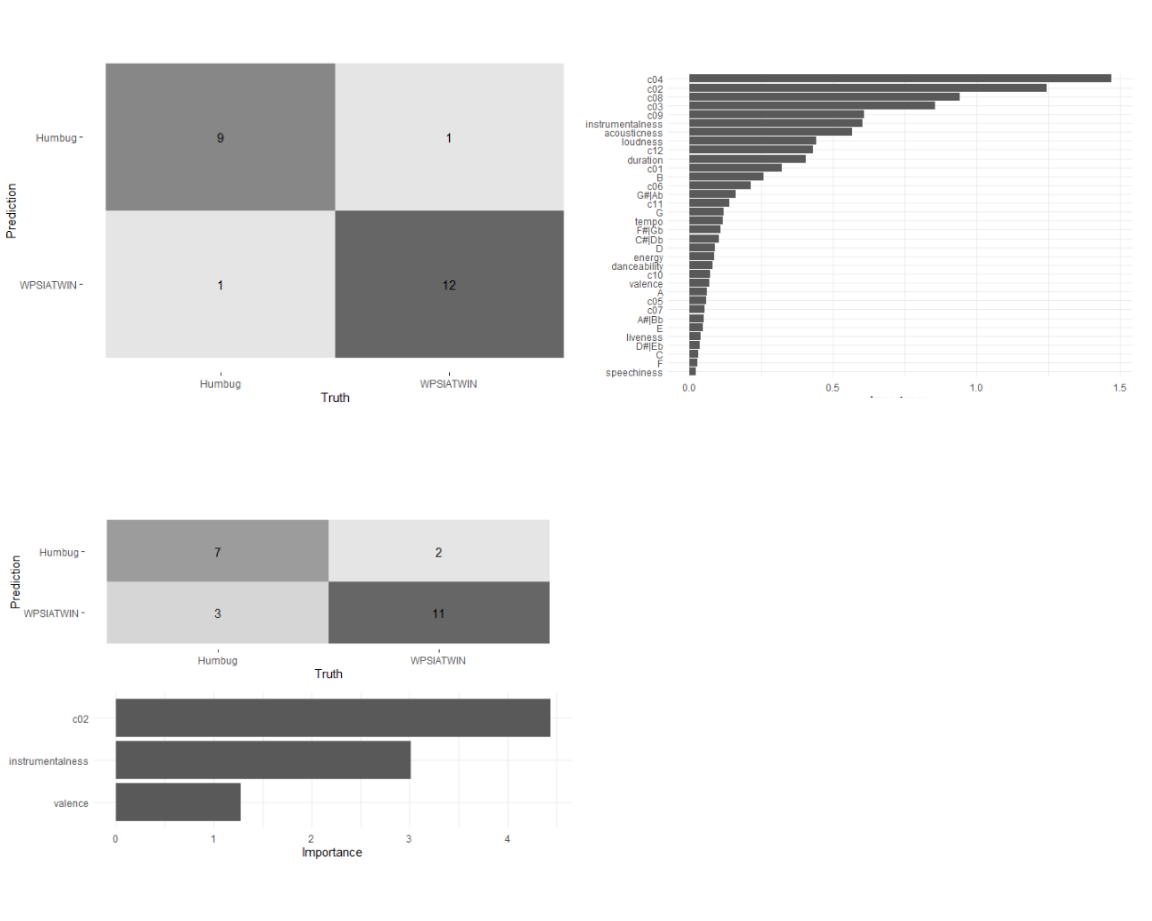 Prediction
Humbug
WPSIATWIN
9
1
1
12
Humbug
WPSIATWIN
Truth
c04
c02
c08
c03
c09
instrumentalness
acousticness
loudness
c12
duration
c01
B
c06
G#|Ab
c11
G
tempo
F#|Gb
C#|Db
D
energy
danceability
c10
valence
A
c05
c07
A#|Bb
E
liveness
D#|Eb
C
F
speechiness
0.0
0.5
1.0
1.5
Prediction
Humbug
WPSIATWIN
7
2
3
11
Humbug
WPSIATWIN
Truth
c02
instrumentalness
valence
0
1
2
3
4
Importance